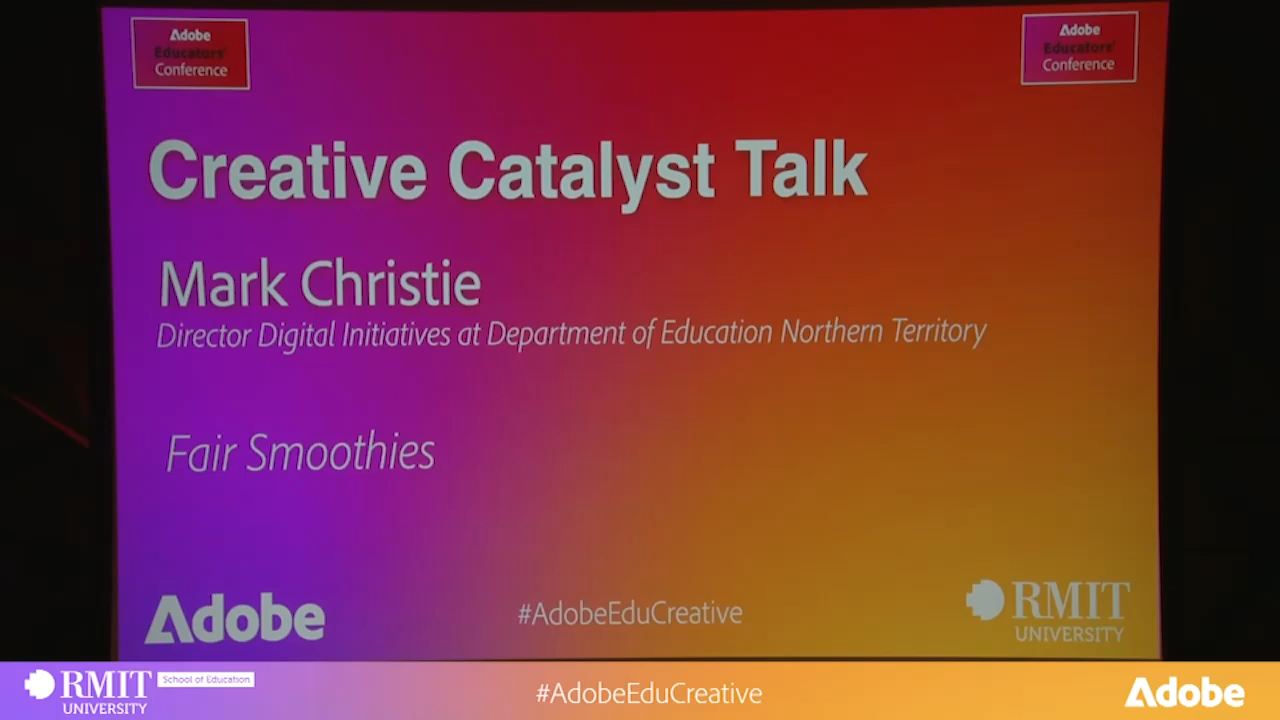 Adobe
Educators'
Conference
Adobe
Educators'
Conference
Creative Catalyst Talk
Mark Christie
Director Digital Initiatives at Department of Education Northern Territory
Fair Smoothies
Adobe
#AdobeEduCreative
RMIT
UNIVERSITY
RMIT
UNIVERSITY
School of Education
#AdobeEduCreative
Adobe